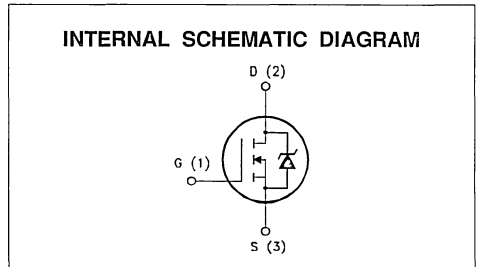 INTERNAL SCHEMATIC DIAGRAM
D (2)
G (1)
S (3)